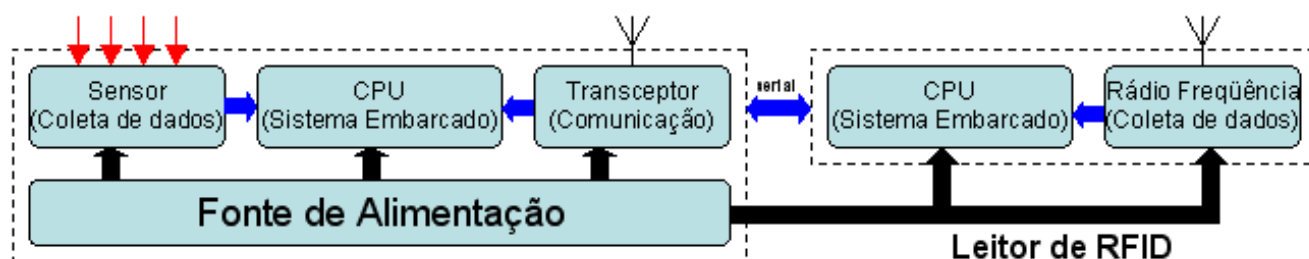 Sensor
(Coleta de dados)
CPU
(Sistema Embarcado)
Transceptor
(Comunicação)
serial
CPU
(Sistema Embarcado)
Rádio Freqüência
(Coleta de dados)
Fonte de Alimentação
Leitor de RFID